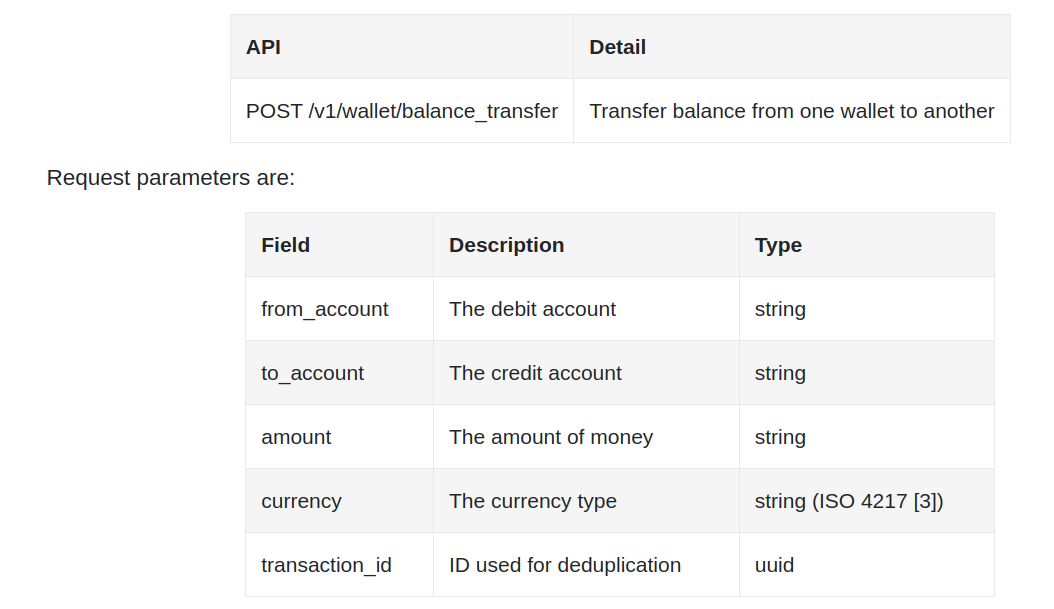 API Detail
POST /v1/wallet/balance_transfer Transfer balance from one wallet to another
Request parameters are:
Field Description Type
from_account The debit account string
to_account The credit account string
amount The amount of money string
currency The currency type string (ISO 4217 [3])
transaction_id ID used for deduplication uuid